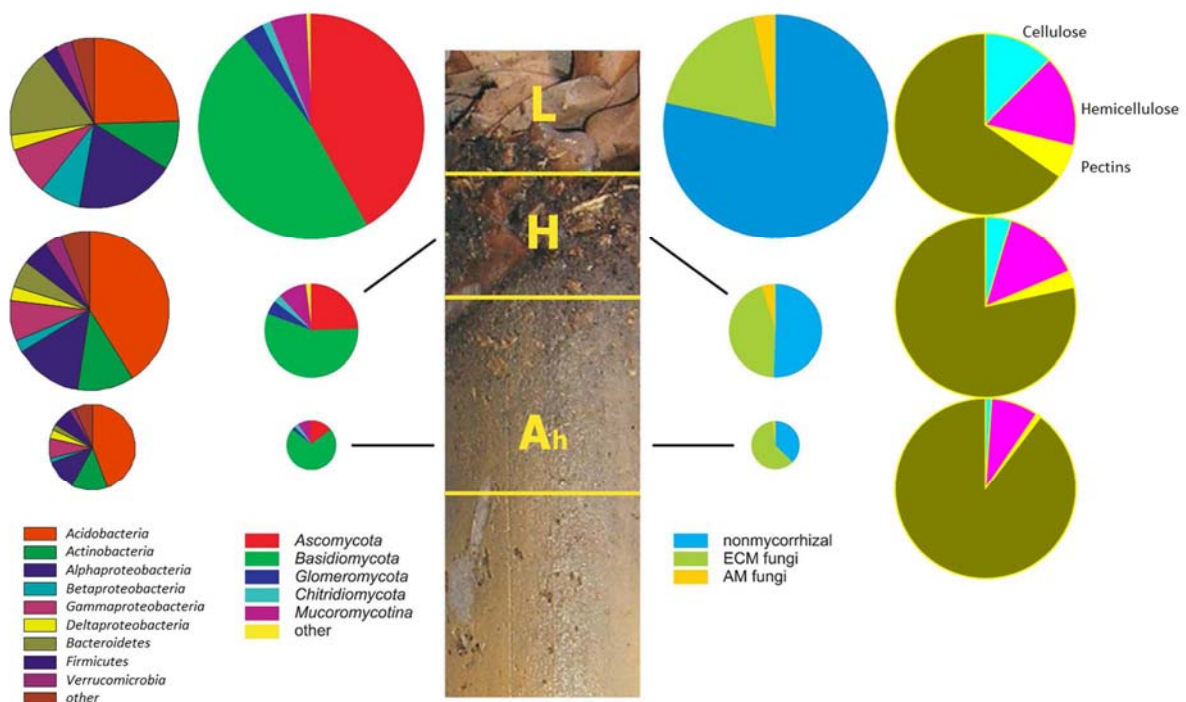 Cellulose
L
Hemicellulose
Pectins
H
Ah
Acidobacteria
Actinobacteria
Alphaproteobacteria
Betaproteobacteria
Gammaproteobacteria
Deltaproteobacteria
Bacteroidetes
Firmicutes
Verrucomicrobia
other
Ascomycota
Basidiomycota
Glomeromycota
Chitridiomycota
Mucoromycotina
other
nonmycorrhizal
ECM fungi
AM fungi